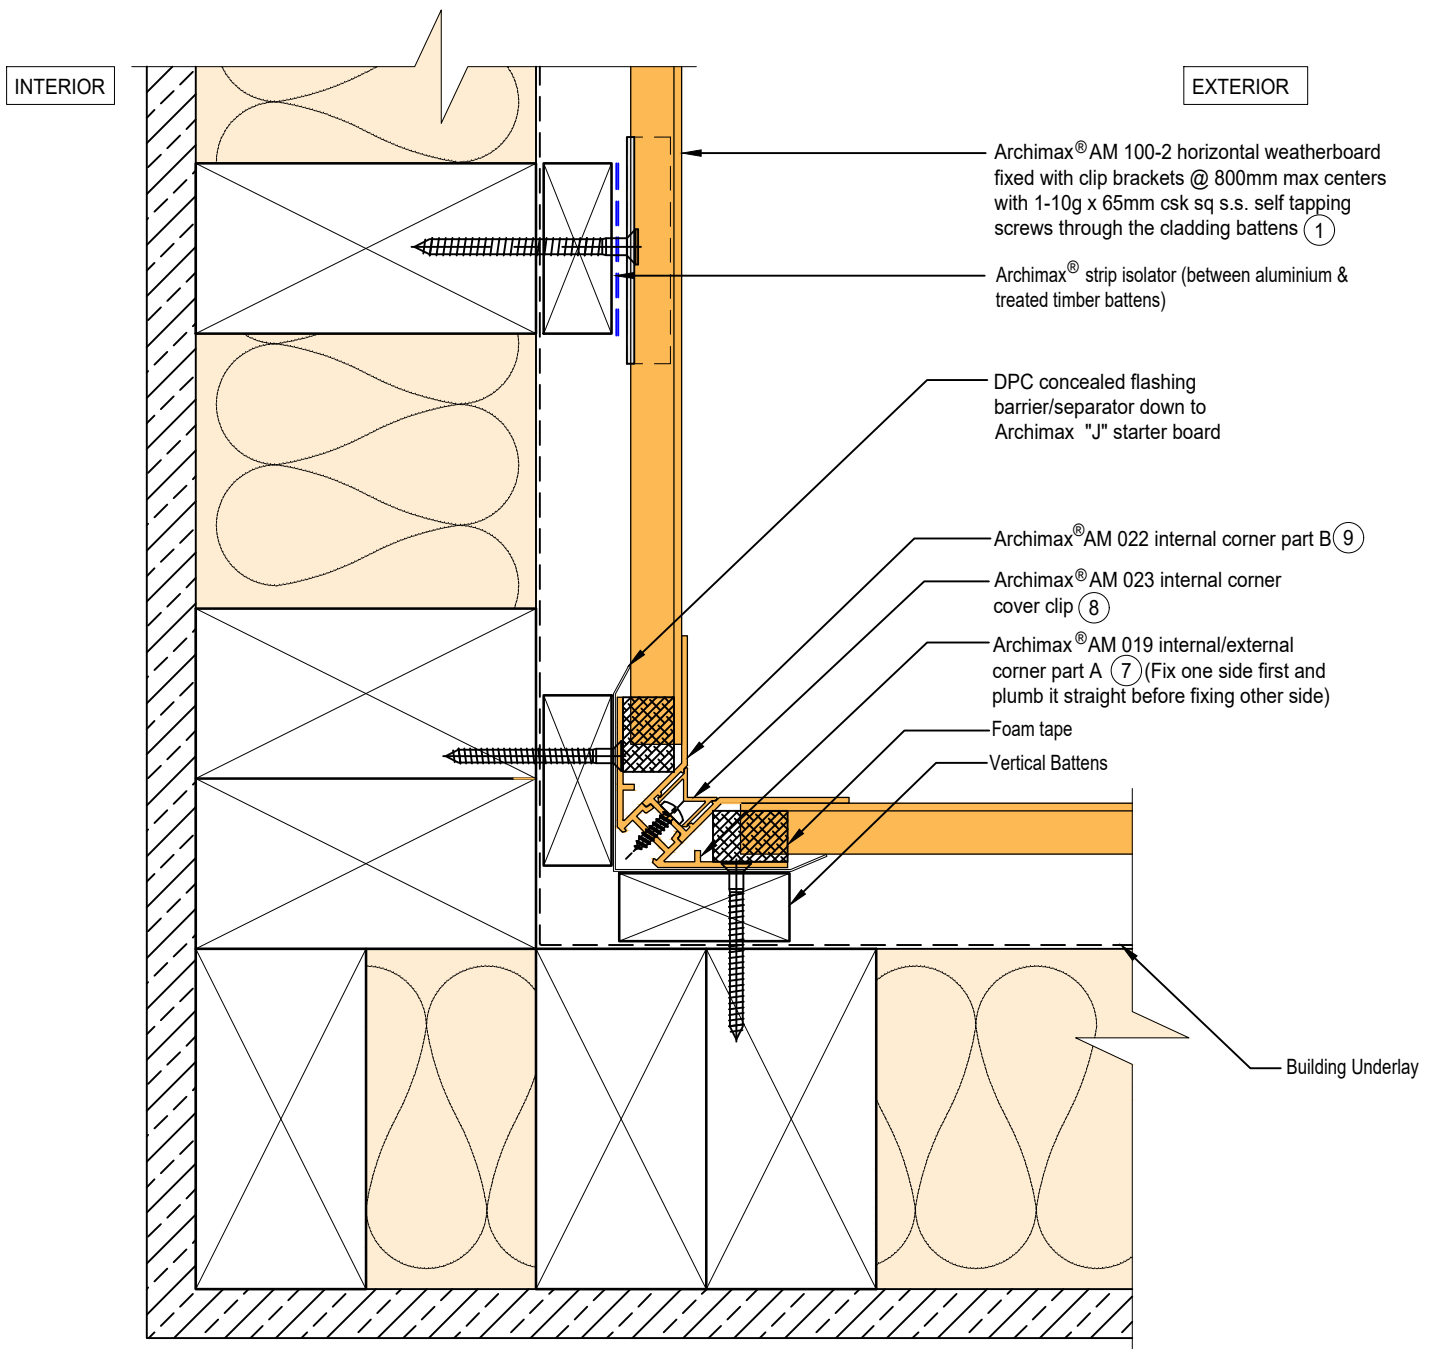 INTERIOR
EXTERIOR
Archimax® AM 100-2 horizontal weatherboard
fixed with clip brackets @ 800mm max centers
with 1-10g x 65mm csk sq s.s. self tapping
screws through the cladding battens 1
Archimax® strip isolator (between aluminium &
treated timber battens)
DPC concealed flashing
barrier/separator down to
Archimax "J" starter board
Archimax® AM 022 internal corner part B 9
Archimax® AM 023 internal corner
cover clip 8
Archimax® AM 019 internal/external
corner part A 7 (Fix one side first and
plumb it straight before fixing other side)
Foam tape
Vertical Battens
Building Underlay